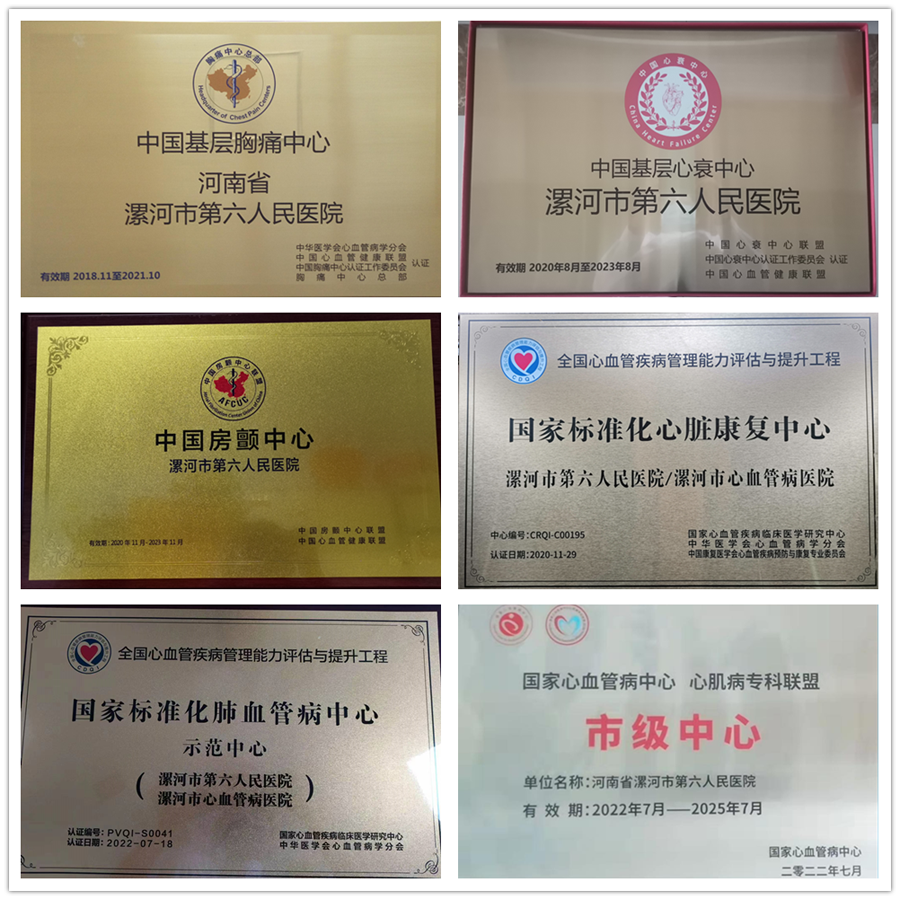 胸痛中心总部
Headquarter of Chest Pain Centers
中国基层胸痛中心
河南省
漯河市第六人民医院
中华医学会心血管病学分会
中国心血管健康联盟
中国胸痛中心认证工作委员会 认证
胸痛中心总部
有效期 2018.11至2021.10
中国心衰中心
China Heart Failure Center
中国基层心衰中心
漯河市第六人民医院
中国心衰中心联盟
中国心衰中心认证工作委员会 认证
中国心血管健康联盟
有效期 2020年8月至2023年8月
中国房颤中心联盟
AFCUC
中国房颤中心
漯河市第六人民医院
中国房颤中心联盟
中国心血管健康联盟
有效期:2020年11月-2023年11月
CDQI
全国心血管疾病管理能力评估与提升工程
国家标准化心脏康复中心
漯河市第六人民医院/漯河市心血管病医院
中心编号:CRQI-C00195
认证日期:2020-11-29
国家心血管疾病临床医学研究中心
中华医学会心血管病学分会
中国康复医学会心血管疾病预防与康复专业委员会
CDQI
全国心血管疾病管理能力评估与提升工程
国家标准化肺血管病中心
示范中心
(漯河市第六人民医院
漯河市心血管病医院)
认证编号:PVQI-S0041
认证日期:2022-07-18
国家心血管疾病临床医学研究中心
中华医学会心血管病学分会
国家心血管病中心 心肌病专科联盟
市级中心
单位名称:河南省漯河市第六人民医院
有效期:2022年7月——2025年7月
国家心血管病中心
二零二二年七月